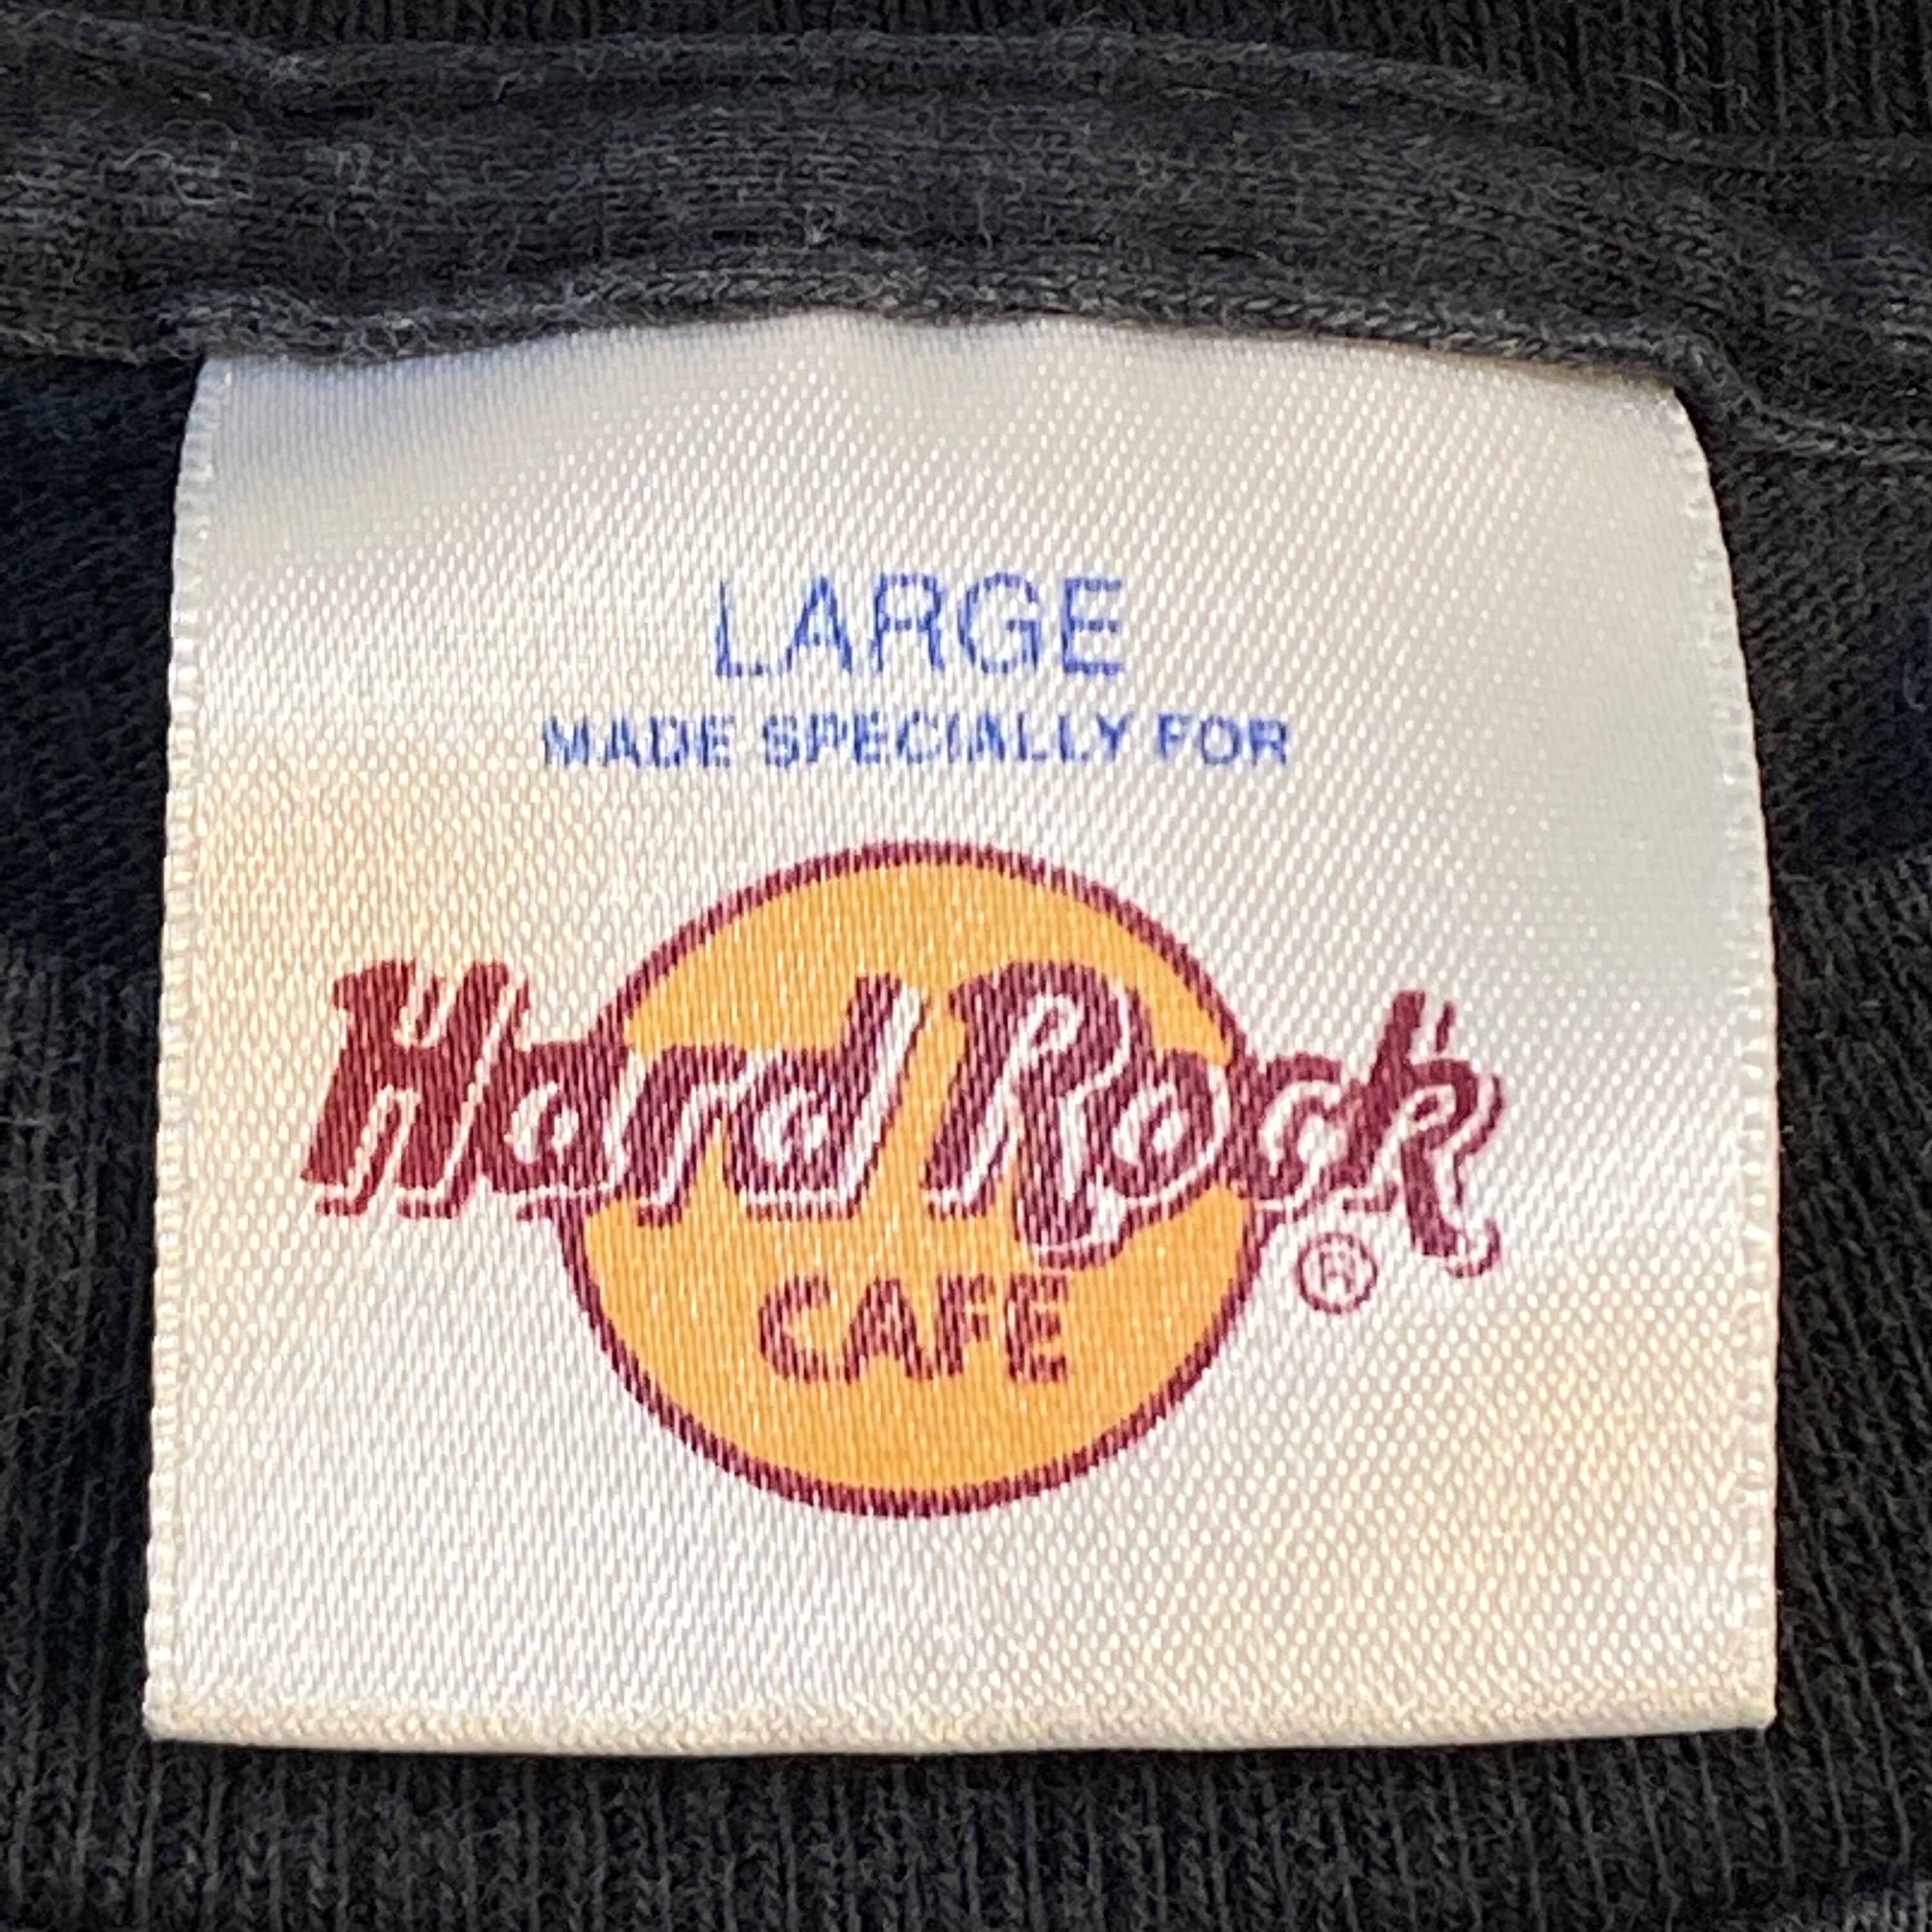 LARGE
MADE SPECIALLY FOR
Hard Rock
CAFE
®